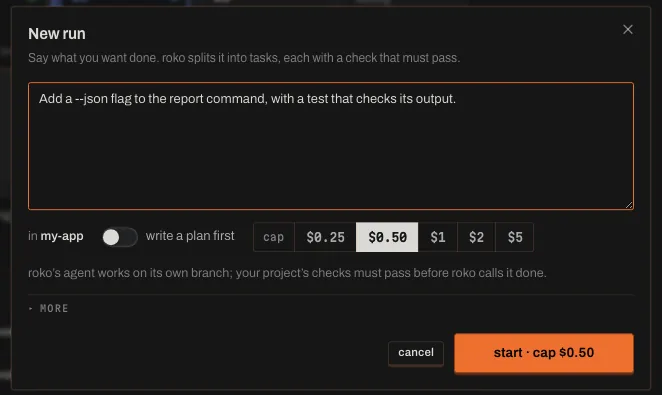 New run
Say what you want done. roko splits it into tasks, each with a check that must pass.
Add a --json flag to the report command, with a test that checks its output.
in my-app write a plan first cap $0.25 $0.50 $1 $2 $5
roko's agent works on its own branch; your project's checks must pass before roko calls it done.
MORE
cancel start · cap $0.50